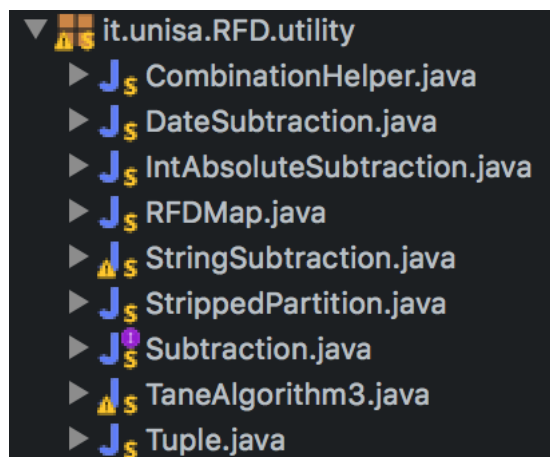 it.unisa.RFD.utility
CombinationHelper.java
DateSubtraction.java
IntAbsoluteSubtraction.java
RFDMap.java
StringSubtraction.java
StrippedPartition.java
Subtraction.java
TaneAlgorithm3.java
Tuple.java